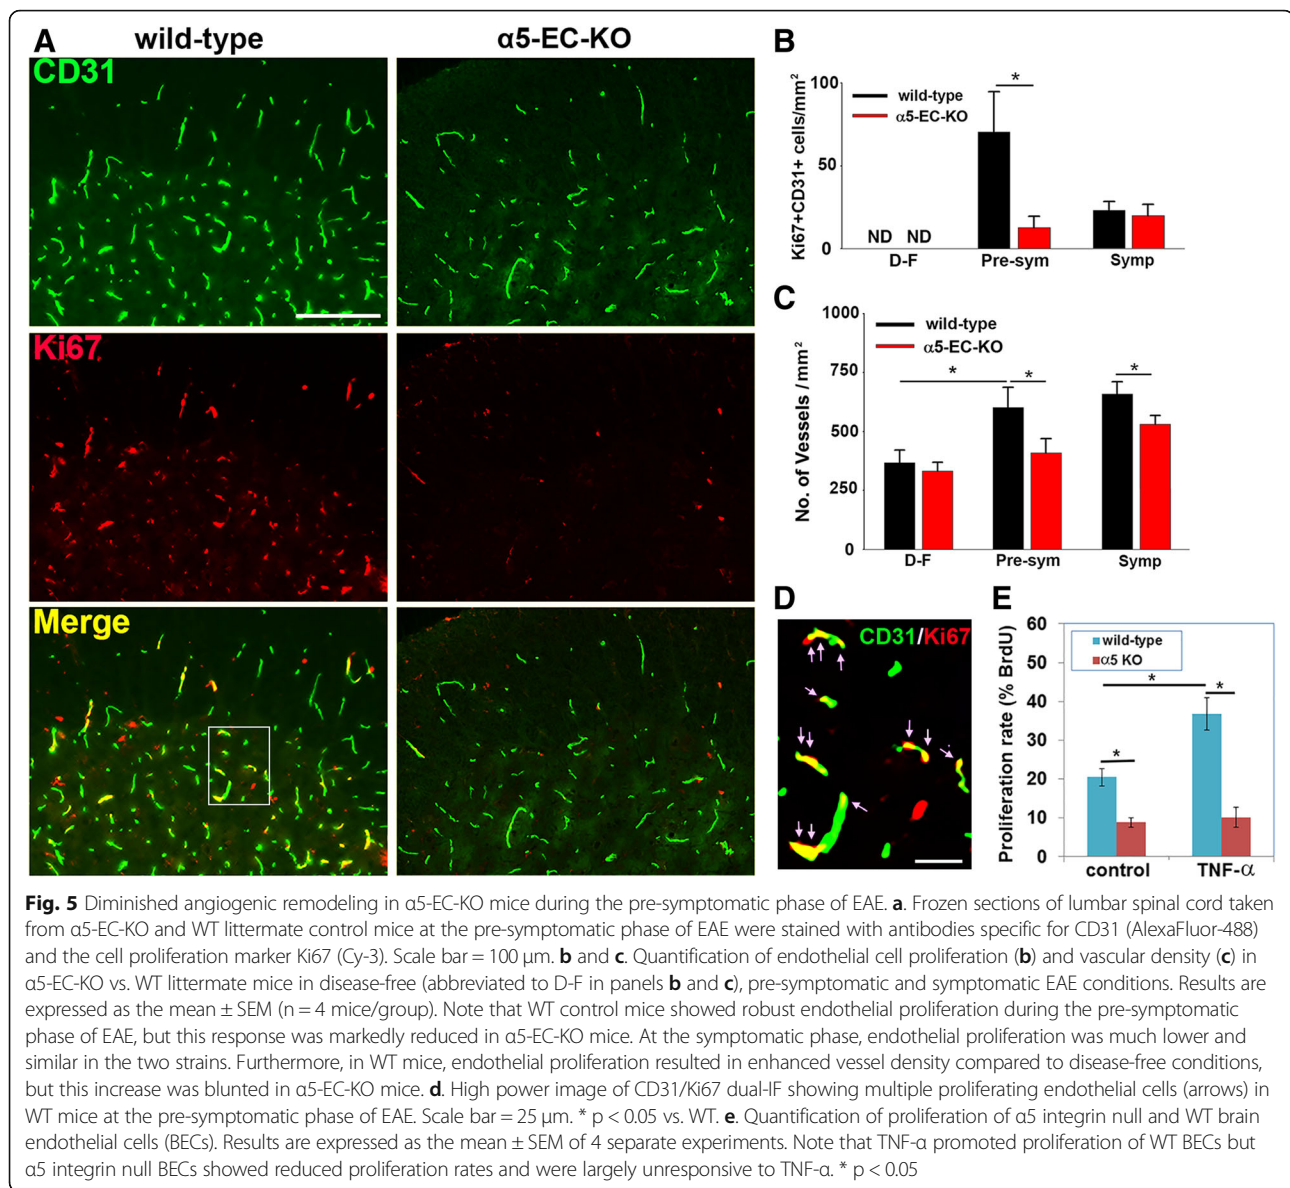 A
wild-type
α5-EC-KO
CD31
Ki67
Merge
B
Ki67+CD31+ cells/mm²
100
50
0
wild-type
α5-EC-KO
*
ND ND
D-F
Pre-sym
Symp
C
No. of Vessels /mm²
1000
750
500
250
0
wild-type
α5-EC-KO
*
*
*
D-F
Pre-sym
Symp
D
CD31/Ki67
E
Proliferation rate (% BrdU)
60
50
40
30
20
10
0
wild-type
α5 KO
*
*
*
control
TNF-α
Fig. 5 Diminished angiogenic remodeling in α5-EC-KO mice during the pre-symptomatic phase of EAE. a. Frozen sections of lumbar spinal cord taken
from α5-EC-KO and WT littermate control mice at the pre-symptomatic phase of EAE were stained with antibodies specific for CD31 (AlexaFluor-488)
and the cell proliferation marker Ki67 (Cy-3). Scale bar = 100 μm. b and c. Quantification of endothelial cell proliferation (b) and vascular density (c) in
α5-EC-KO vs. WT littermate mice in disease-free (abbreviated to D-F in panels b and c), pre-symptomatic and symptomatic EAE conditions. Results are
expressed as the mean ± SEM (n = 4 mice/group). Note that WT control mice showed robust endothelial proliferation during the pre-symptomatic
phase of EAE, but this response was markedly reduced in α5-EC-KO mice. At the symptomatic phase, endothelial proliferation was much lower and
similar in the two strains. Furthermore, in WT mice, endothelial proliferation resulted in enhanced vessel density compared to disease-free conditions,
but this increase was blunted in α5-EC-KO mice. d. High power image of CD31/Ki67 dual-IF showing multiple proliferating endothelial cells (arrows) in
WT mice at the pre-symptomatic phase of EAE. Scale bar = 25 μm. * p < 0.05 vs. WT. e. Quantification of proliferation of α5 integrin null and WT brain
endothelial cells (BECs). Results are expressed as the mean ± SEM of 4 separate experiments. Note that TNF-α promoted proliferation of WT BECs but
α5 integrin null BECs showed reduced proliferation rates and were largely unresponsive to TNF-α. * p < 0.05